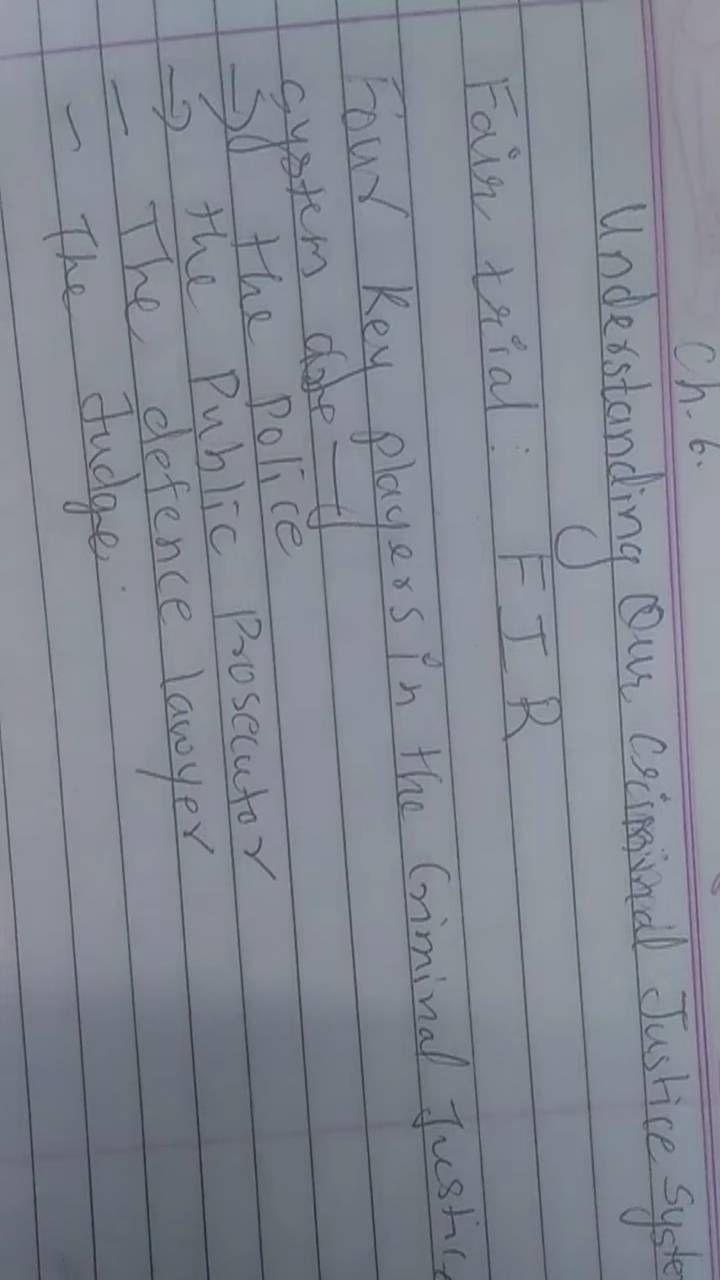 Ch. 6.
Understanding Our Criminal Justice Syste
Fair trial: FIR
Four Key players in the Criminal Justice
system are -
→ the police
→ the Public Prosecutor
- The defence lawyer
- The Judge.